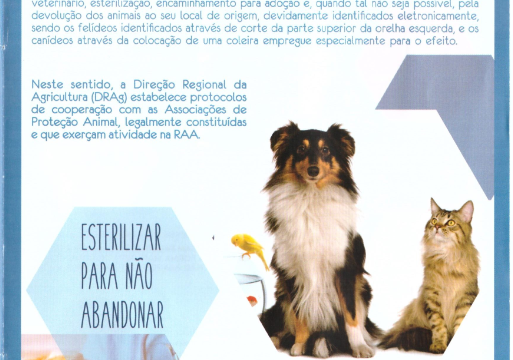 veterinário, esterilização, encaminhamento para adoção e, quando tal não seja possível, pela
devolução dos animais ao seu local de origem, devidamente identificados eletronicamente,
sendo os felídeos identificados através de corte da parte superior da orelha esquerda, e os
canídeos através da colocação de uma coleira empregue especialmente para o efeito.
Neste sentido, a Direção Regional da
Agricultura (DRAg) estabelece protocolos
de cooperação com as Associações de
Proteção Animal, legalmente constituídas
e que exerçam atividade na RAA.
ESTERILIZAR
PARA NÃO
ABANDONAR